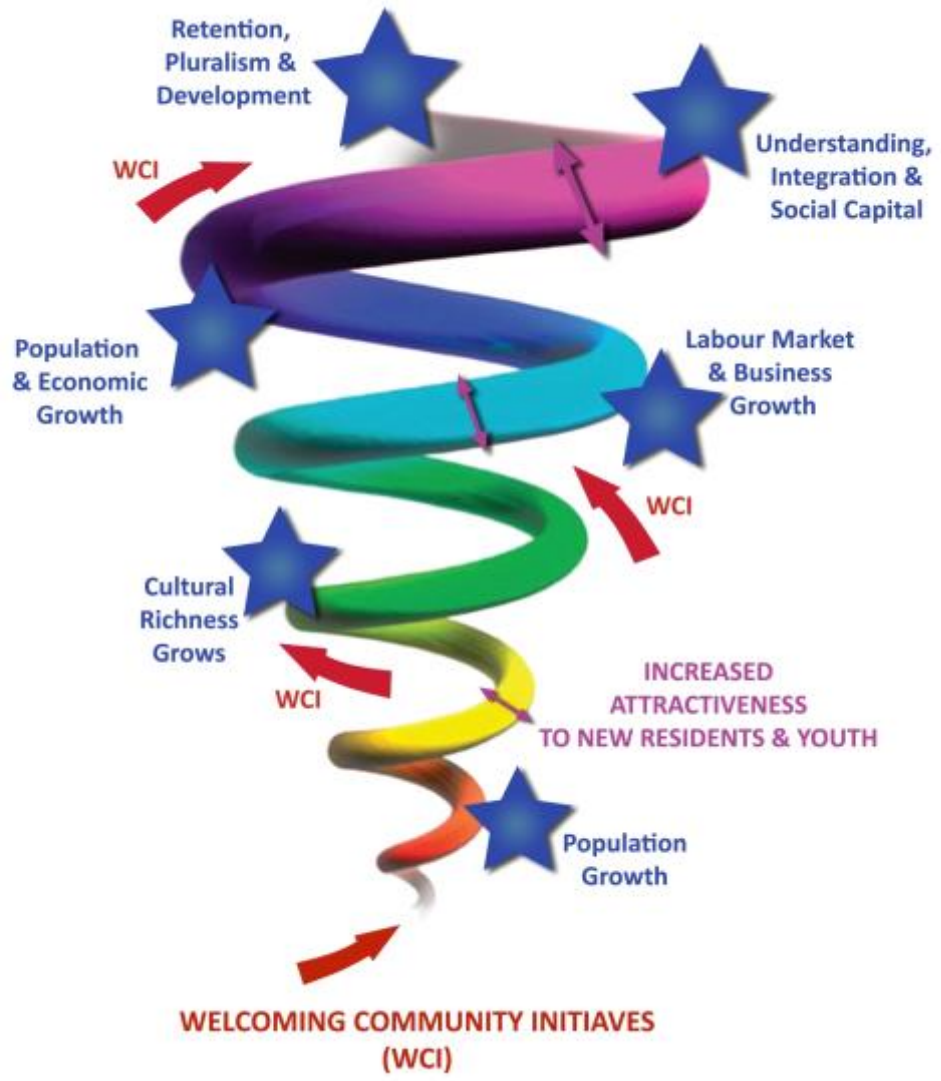 Retention,
Pluralism &
Development
Understanding,
Integration &
Social Capital
WCI
Population
& Economic
Growth
Labour Market
& Business
Growth
WCI
Cultural
Richness
Grows
WCI
INCREASED
ATTRACTIVENESS
TO NEW RESIDENTS & YOUTH
Population
Growth
WELCOMING COMMUNITY INITIAVES
(WCI)